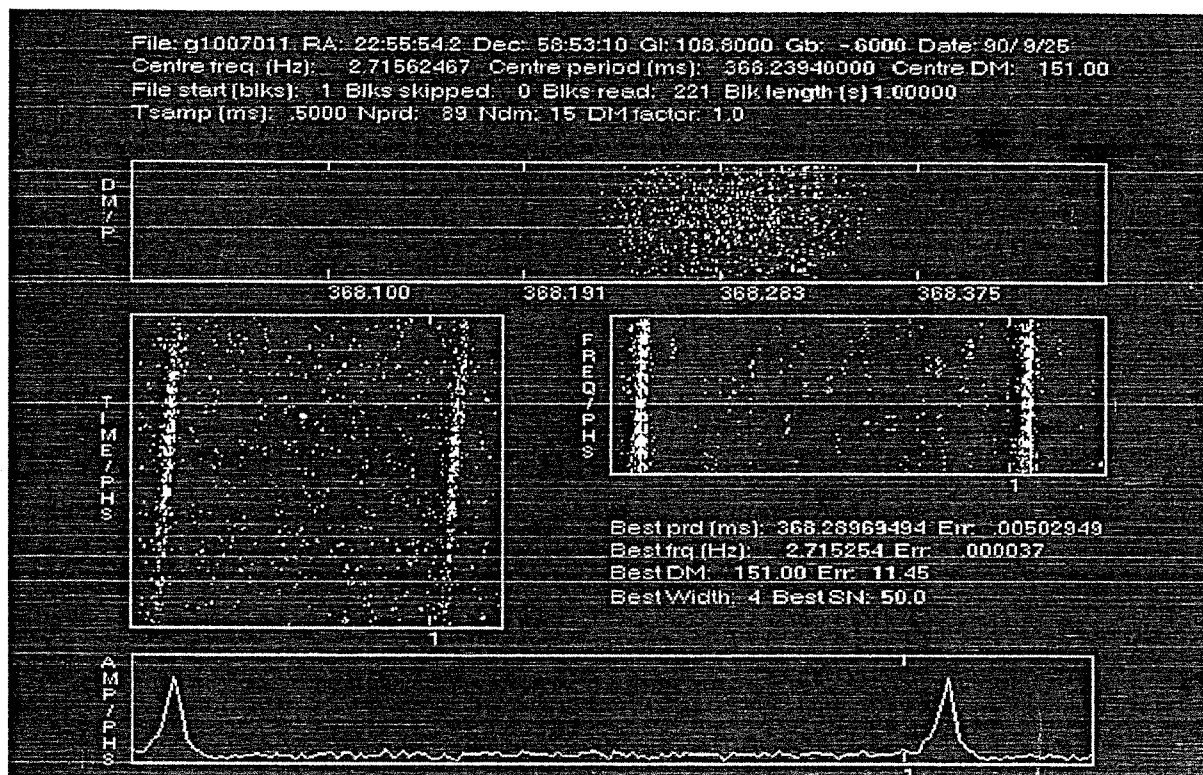 File: g1007011 RA: 22:55:54.2 Dec: 58:53:10 Gl: 108.8000 Gb: -.6000 Date: 90/ 9/25
Centre freq. (Hz): 2.71562467 Centre period (ms): 368.23940000 Centre DM: 151.00
File start (blks): 1 Blks skipped: 0 Blks read: 221 Blk length (s) 1.00000
Tsamp (ms): .5000 Nprd: 89 Ndm: 15 DM factor: 1.0
DM/P
368.100 368.191 368.283 368.375
TIME/PHS
1
FREQ/PHS
1
Best prd (ms): 368.28969494 Err: .00502949
Best frq (Hz): 2.715254 Err: .000037
Best DM: 151.00 Err: 11.45
Best Width: 4 Best SN: 50.0
AMP/PHS
1